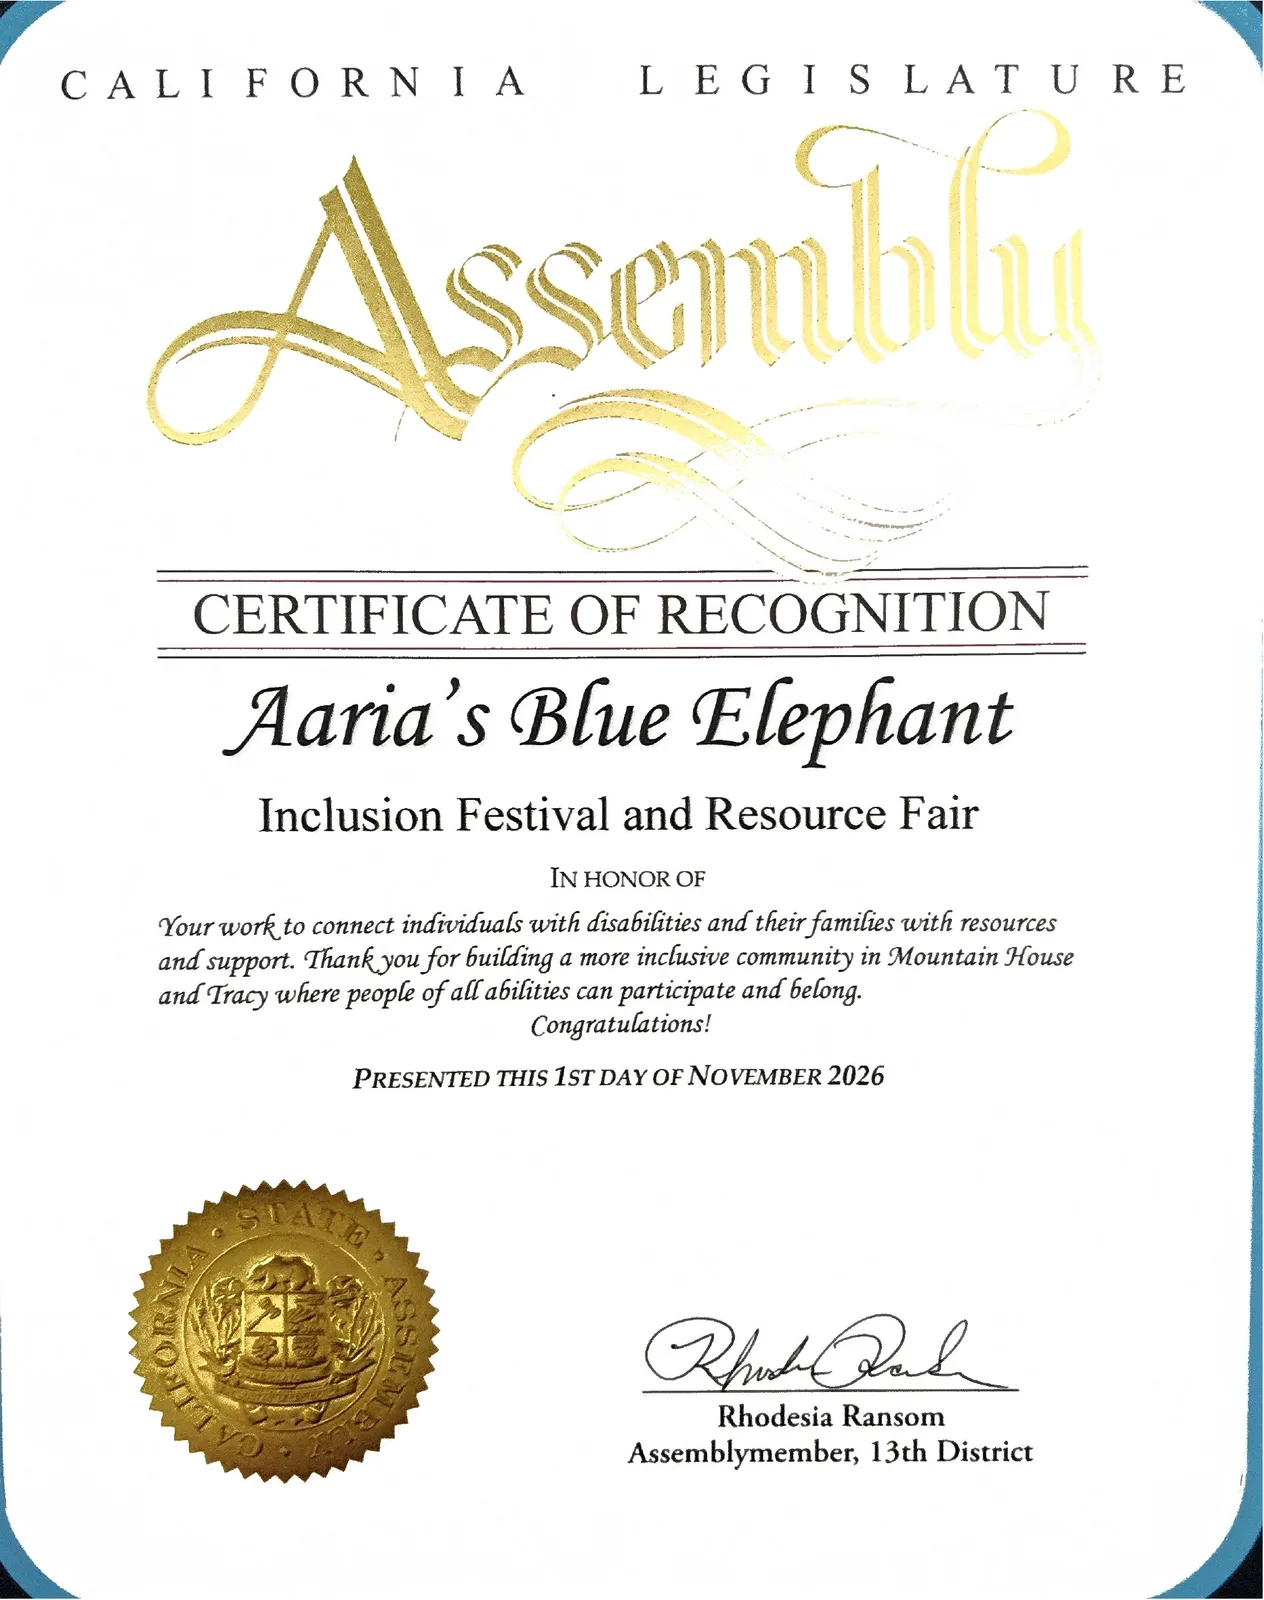 CALIFORNIA LEGISLATURE
Assembly
CERTIFICATE OF RECOGNITION
Aaria's Blue Elephant
Inclusion Festival and Resource Fair
IN HONOR OF
Your work to connect individuals with disabilities and their families with resources
and support. Thank you for building a more inclusive community in Mountain House
and Tracy where people of all abilities can participate and belong.
Congratulations!
PRESENTED THIS 1ST DAY OF NOVEMBER 2026
CALIFORNIA · STATE · ASSEMBLY ·
Rhodesia Ransom
Rhodesia Ransom
Assemblymember, 13th District